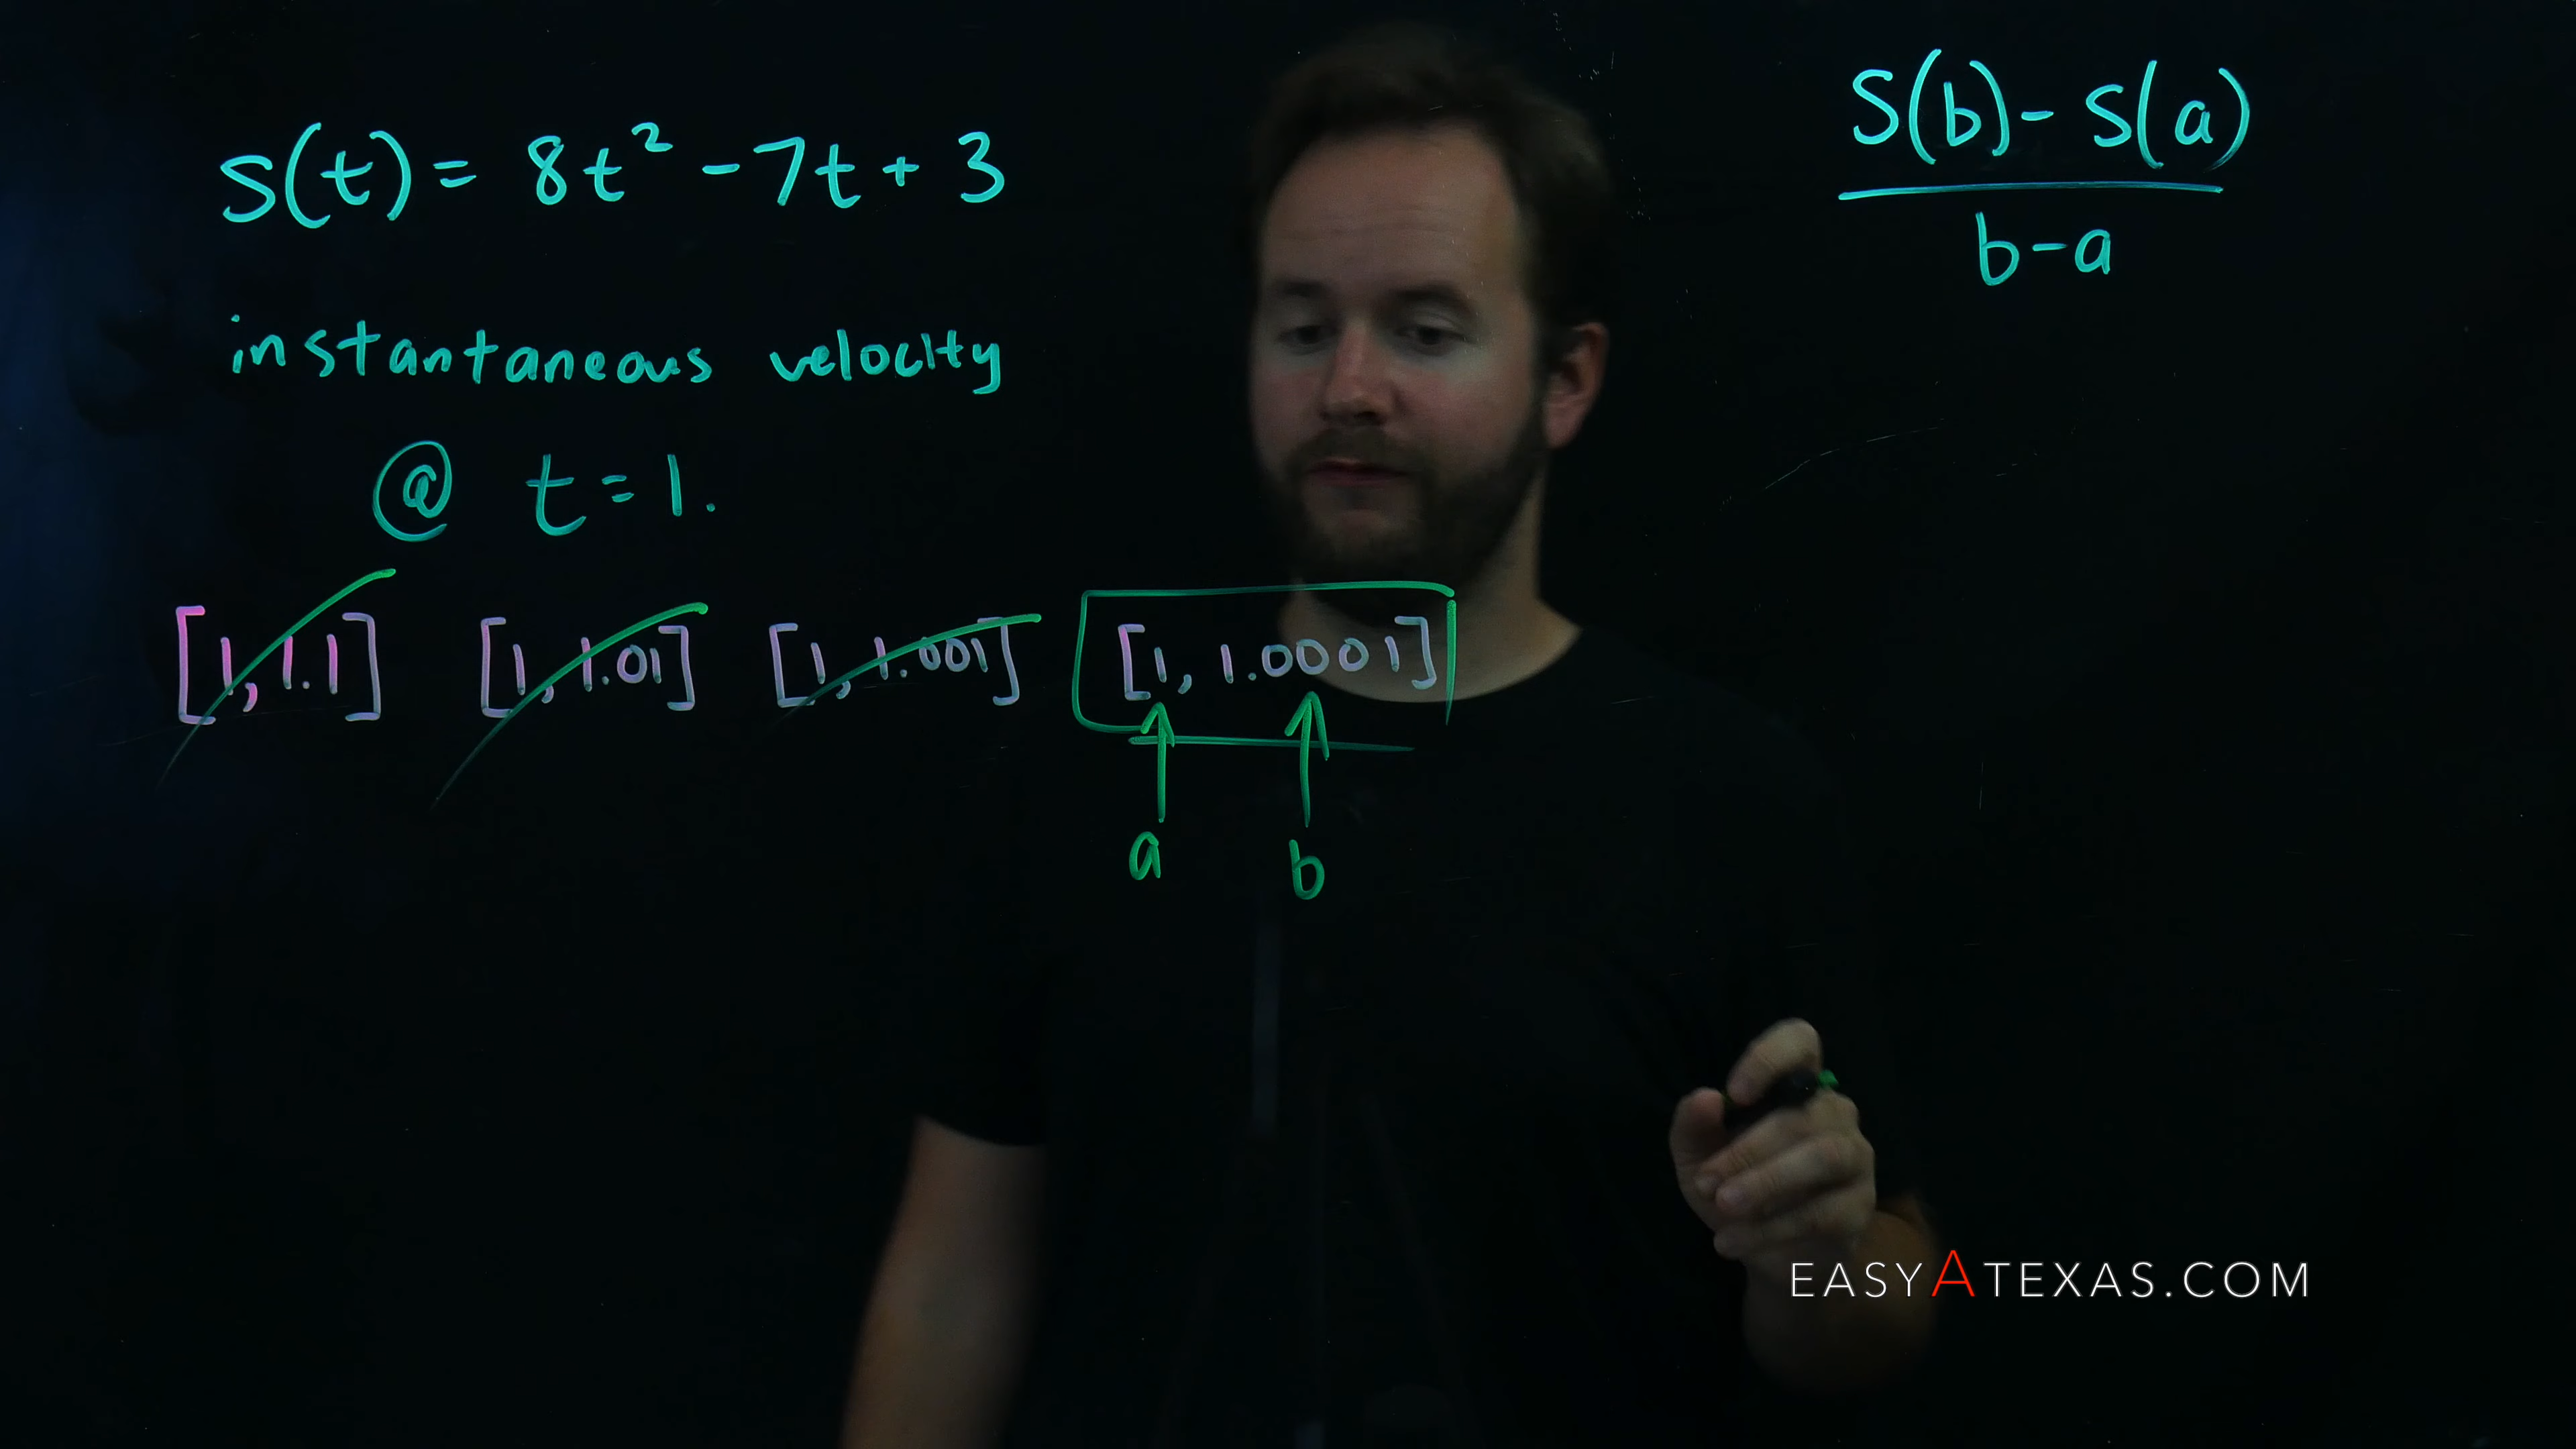 s(t) = 8t² - 7t + 3
S(b) - s(a)
b - a
instantaneous velocity
@ t = 1.
[1, 1.1] [1, 1.01] [1, 1.001] [1, 1.0001]
a b
EASYATEXAS.COM